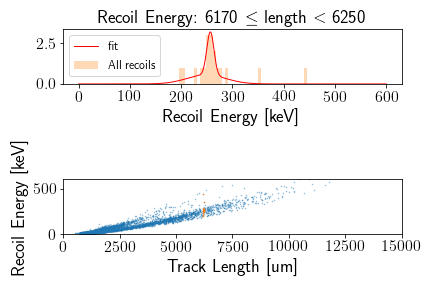 Recoil Energy: 6170 ≤ length < 6250
2.5
0.0
fit
All recoils
0 100 200 300 400 500 600
Recoil Energy [keV]
Recoil Energy [keV]
500
0
0 2500 5000 7500 10000 12500 15000
Track Length [um]